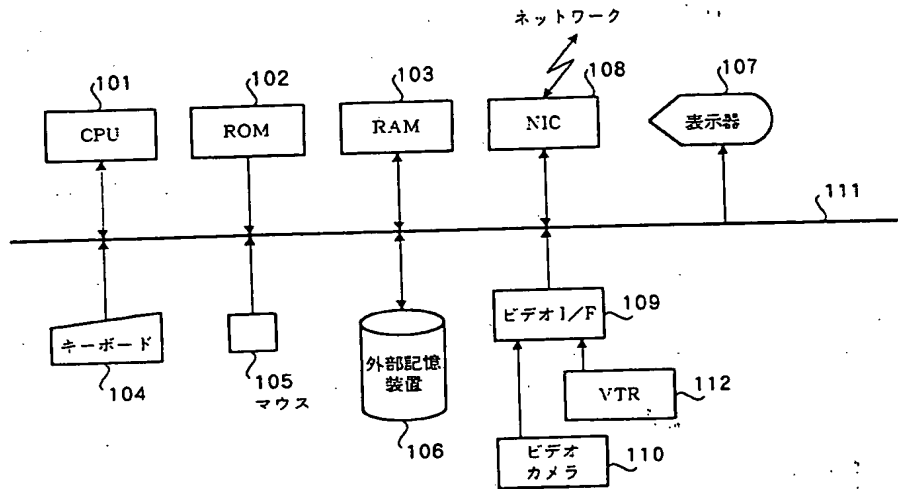 ネットワーク
101
102
103
108
107
CPU
ROM
RAM
NIC
表示器
111
キーボード
104
105
マウス
外部記憶
装置
106
ビデオI/F
109
VTR
112
ビデオ
カメラ
110